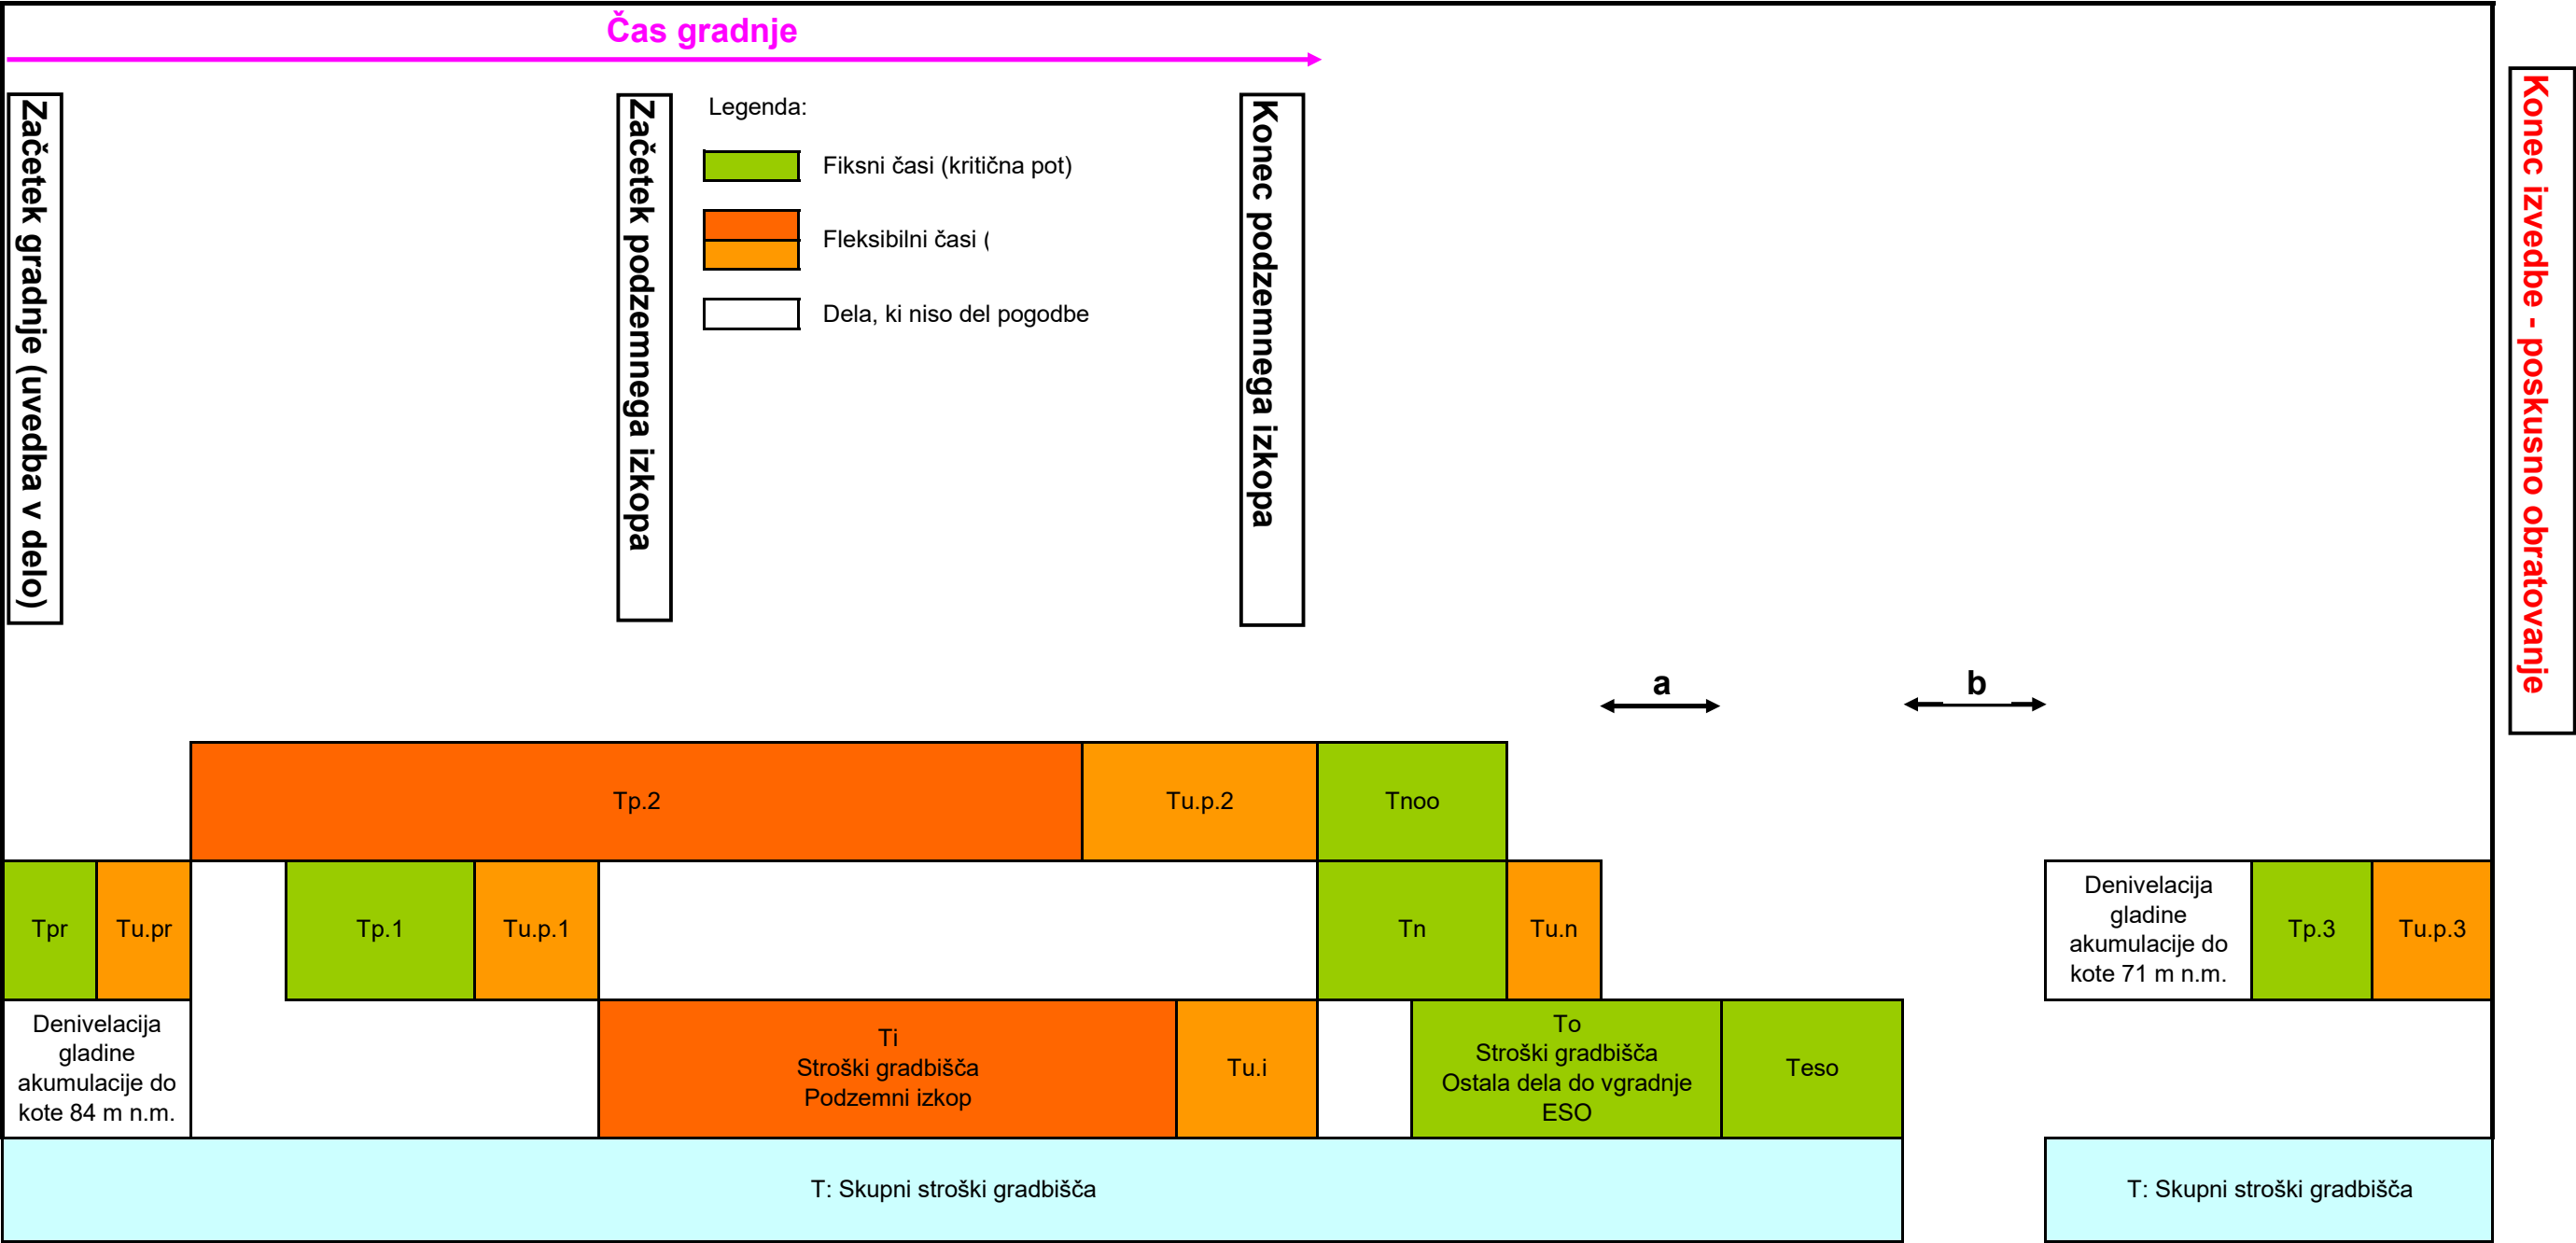 Čas gradnje
Začetek gradnje (uvedba v delo)
Začetek podzemnega izkopa
Legenda:
Fiksni časi (kritična pot)
Fleksibilni časi (
Dela, ki niso del pogodbe
Konec podzemnega izkopa
Konec izvedbe - poskusno obratovanje
a
b
Tp.2
Tu.p.2
Tnoo
Tpr
Tu.pr
Tp.1
Tu.p.1
Tn
Tu.n
Denivelacija
gladine
akumulacije do
kote 71 m n.m.
Tp.3
Tu.p.3
Denivelacija
gladine
akumulacije do
kote 84 m n.m.
Ti
Stroški gradbišča
Podzemni izkop
Tu.i
To
Stroški gradbišča
Ostala dela do vgradnje
ESO
Teso
T: Skupni stroški gradbišča
T: Skupni stroški gradbišča